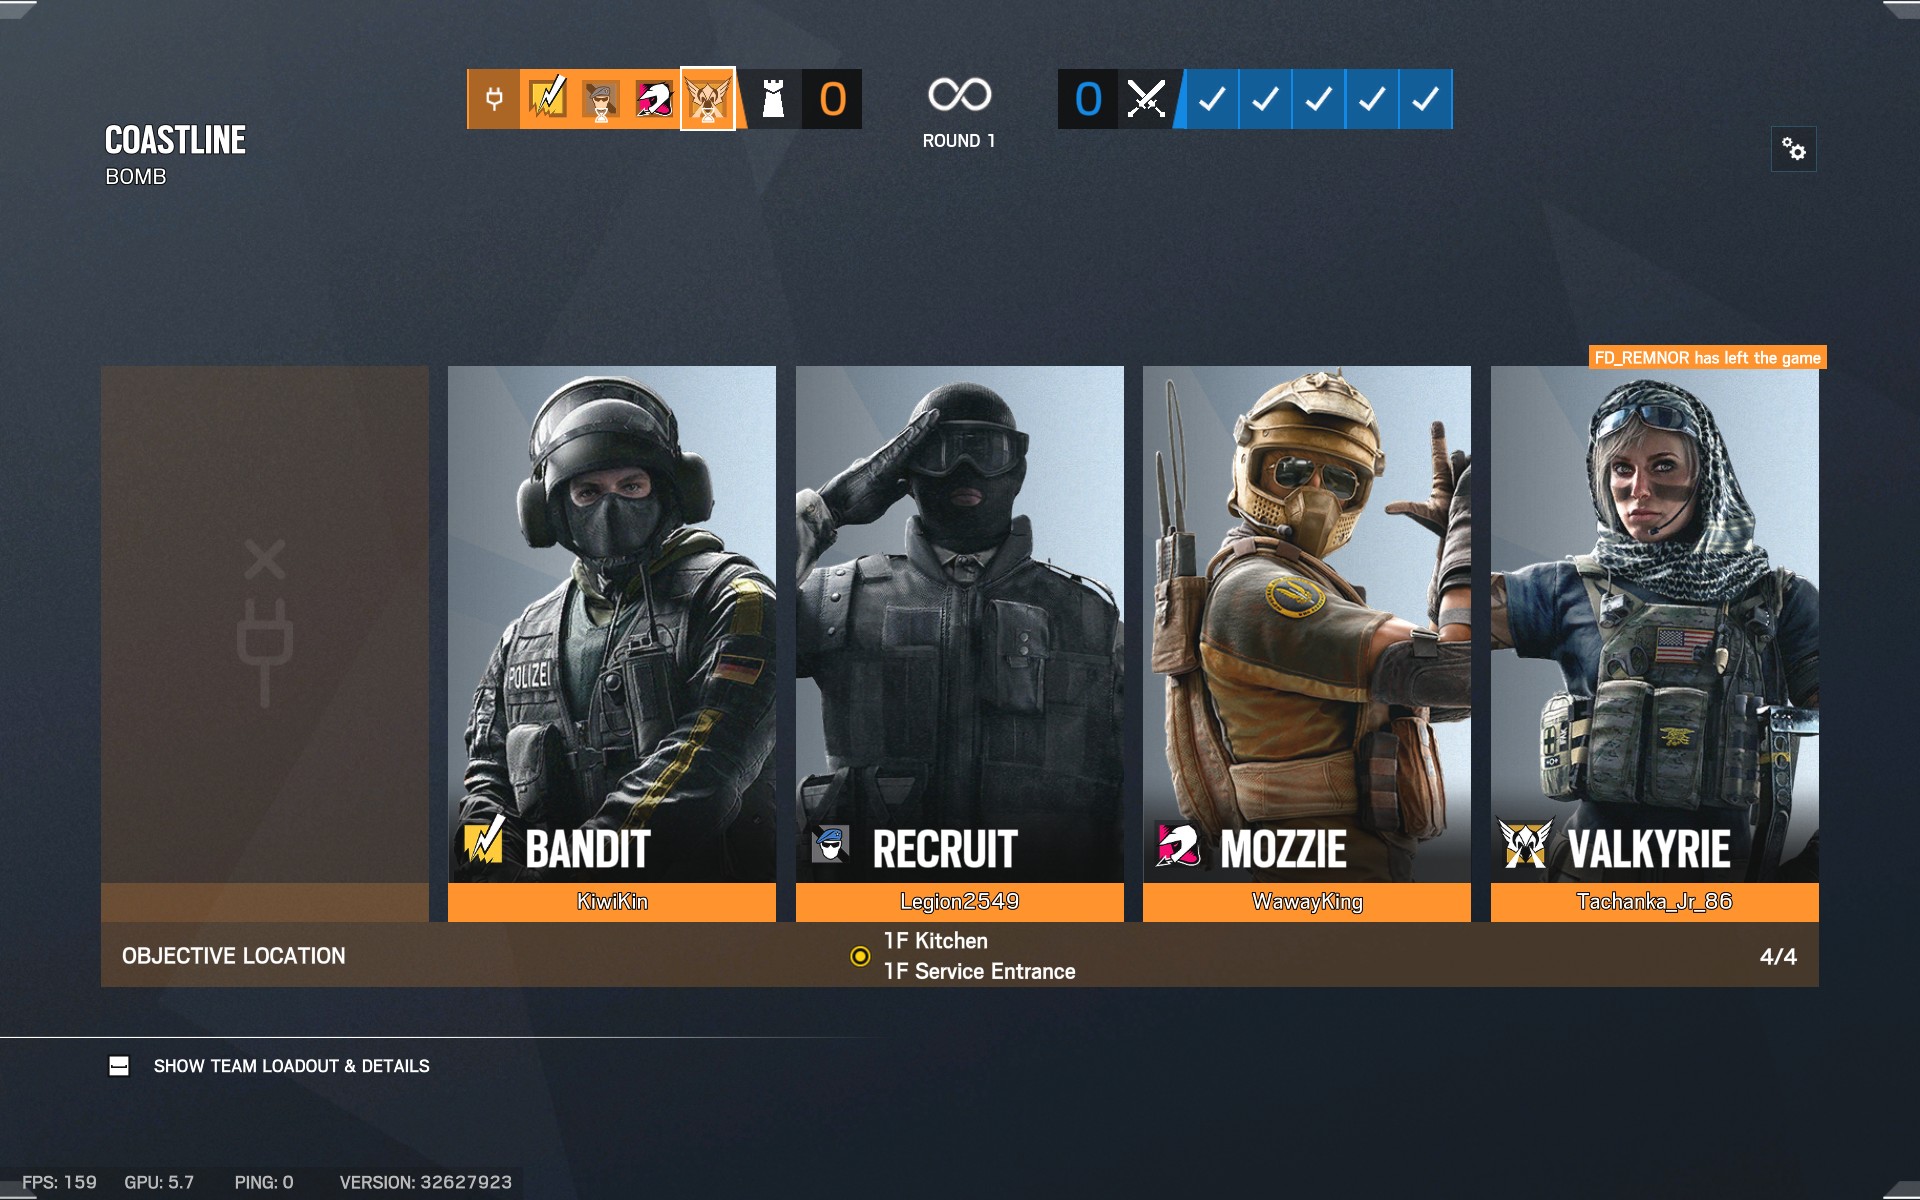 COASTLINE
BOMB
0
ROUND 1
0
FD_REMNOR has left the game
POLIZEI
BANDIT
RECRUIT
MOZZIE
VALKYRIE
KiwiKin
Legion2549
WawayKing
Tachanka_Jr_86
OBJECTIVE LOCATION
1F Kitchen
1F Service Entrance
4/4
SHOW TEAM LOADOUT & DETAILS
FPS: 159 GPU: 5.7 PING: 0 VERSION: 32627923